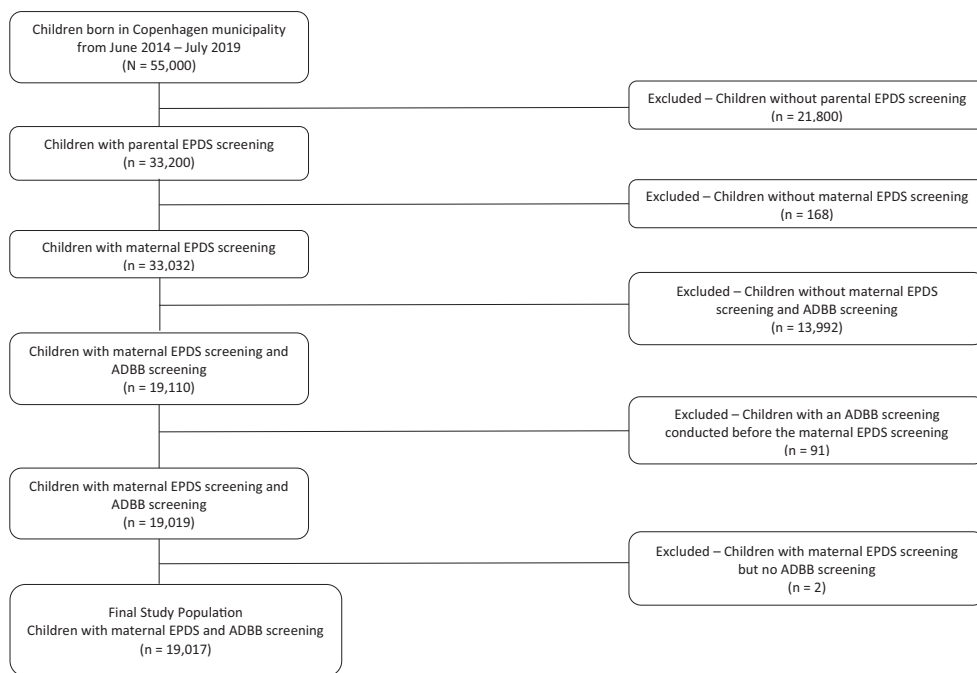 Children born in Copenhagen municipality
from June 2014 – July 2019
(N = 55,000)
Excluded – Children without parental EPDS screening
(n = 21,800)
Children with parental EPDS screening
(n = 33,200)
Excluded – Children without maternal EPDS screening
(n = 168)
Children with maternal EPDS screening
(n = 33,032)
Excluded – Children without maternal EPDS
screening and ADBB screening
(n = 13,992)
Children with maternal EPDS screening and
ADBB screening
(n = 19,110)
Excluded – Children with an ADBB screening
conducted before the maternal EPDS screening
(n = 91)
Children with maternal EPDS screening and
ADBB screening
(n = 19,019)
Excluded – Children with maternal EPDS screening
but no ADBB screening
(n = 2)
Final Study Population
Children with maternal EPDS and ADBB screening
(n = 19,017)